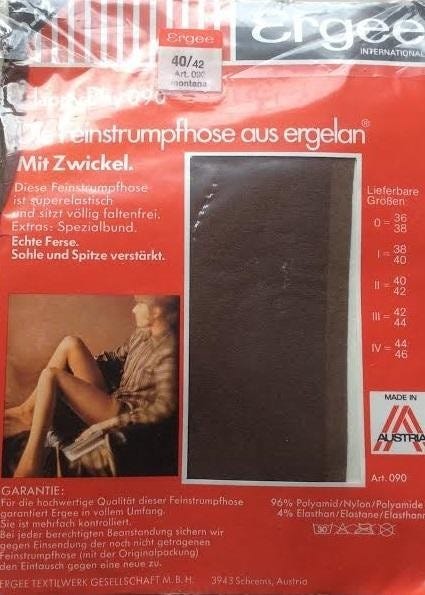 Ergee
INTERNATIONAL
Ergee
40/42
Art. 090
montana
090
Die Feinstrumpfhose aus ergelan®
Mit Zwickel.
Diese Feinstrumpfhose
ist superelastisch
und sitzt völlig faltenfrei.
Extras: Spezialbund.
Echte Ferse.
Sohle und Spitze verstärkt.
Lieferbare
Größen
0 = 36
38
I = 38
40
II = 40
42
III = 42
44
IV = 44
46
MADE IN
AUSTRIA
Art. 090
GARANTIE:
Für die hochwertige Qualität dieser Feinstrumpfhose
garantiert Ergee in vollem Umfang.
Sie ist mehrfach kontrolliert.
Bei jeder berechtigten Beanstandung sichern wir
gegen Einsendung der noch nicht getragenen
Feinstrumpfhose (mit der Originalpackung)
den Eintausch gegen eine neue zu.
96% Polyamid/Nylon/Polyamide
4% Elasthan/Elastane/Elasthann
30
ERGEE TEXTILWERK GESELLSCHAFT M.B.H. 3943 Schrems, Austria